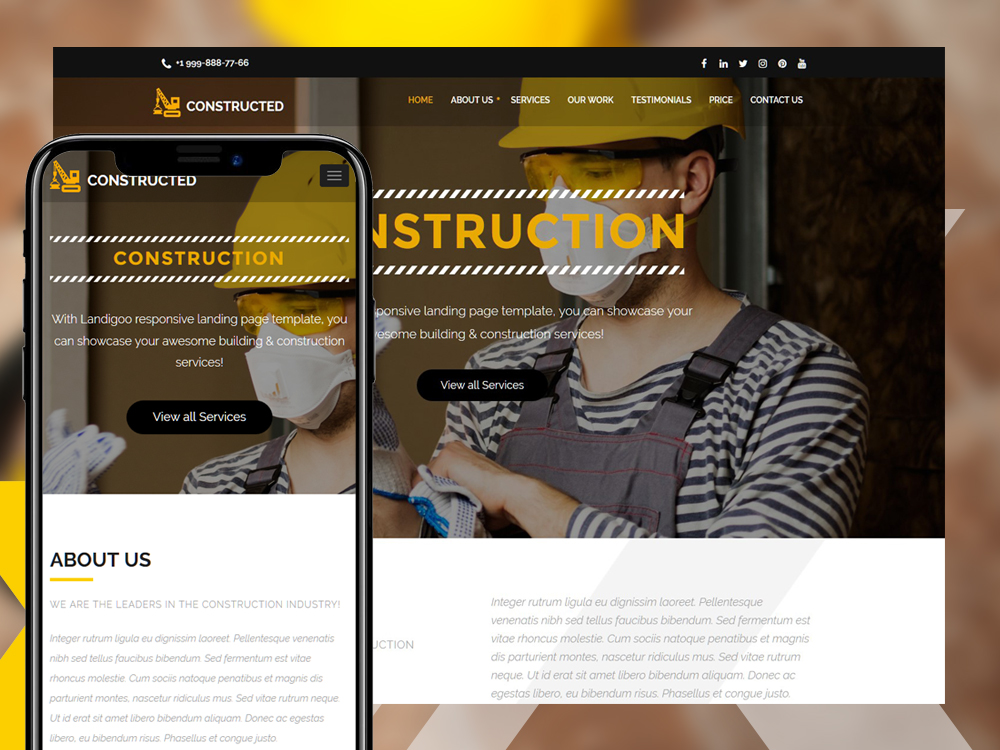 +1 999-888-77-66
CONSTRUCTED
HOME ABOUT US SERVICES OUR WORK TESTIMONIALS PRICE CONTACT US
NSTRUCTION
ponsive landing page template, you can showcase your
esome building & construction services!
View all Services
UCTION
Integer rutrum ligula eu dignissim laoreet. Pellentesque
venenatis nibh sed tellus faucibus bibendum. Sed fermentum est
vitae rhoncus molestie. Cum sociis natoque penatibus et magnis
dis parturient montes, nascetur ridiculus mus. Sed vitae rutrum
neque. Ut id erat sit amet libero bibendum aliquam. Donec ac
egestas libero, eu bibendum risus. Phasellus et congue justo.
CONSTRUCTED
CONSTRUCTION
With Landigoo responsive landing page template, you
can showcase your awesome building & construction
services!
View all Services
ABOUT US
WE ARE THE LEADERS IN THE CONSTRUCTION INDUSTRY!
Integer rutrum ligula eu dignissim laoreet. Pellentesque venenatis
nibh sed tellus faucibus bibendum. Sed fermentum est vitae
rhoncus molestie. Cum sociis natoque penatibus et magnis dis
parturient montes, nascetur ridiculus mus. Sed vitae rutrum neque.
Ut id erat sit amet libero bibendum aliquam. Donec ac egestas
libero, eu bibendum risus. Phasellus et congue justo.